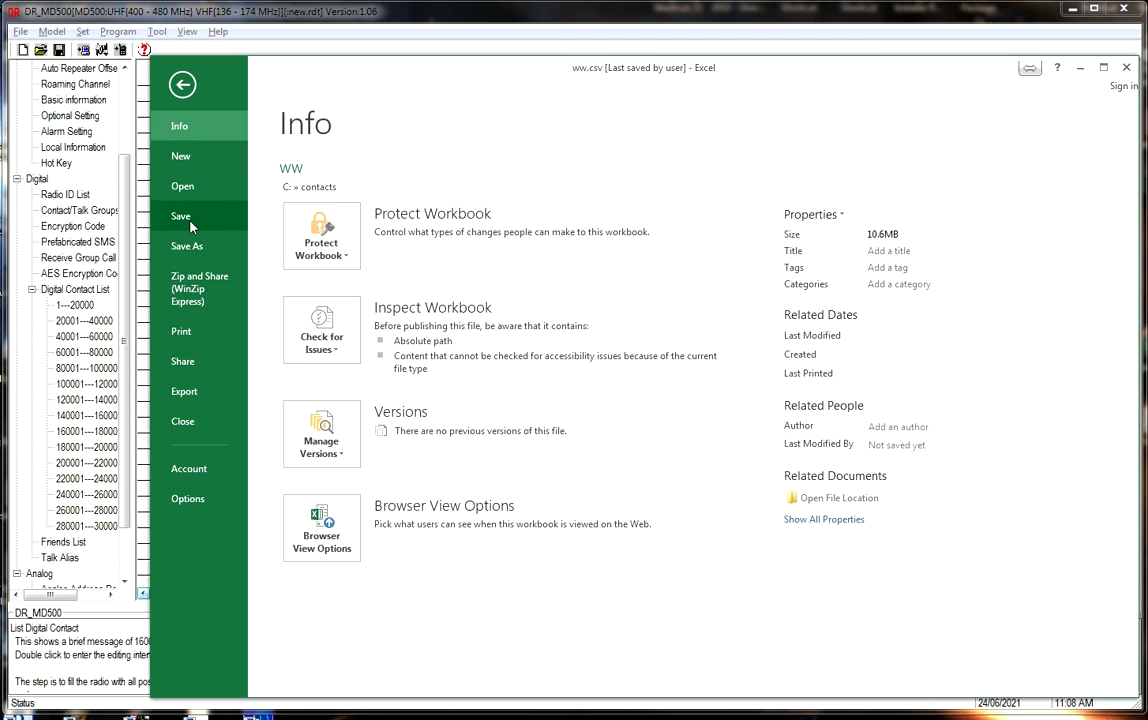 DR DR_MD500[MD500:UHF(400 - 480 MHz) VHF(136 - 174 MHz)][:new.rdt] Version:1.06
File Model Set Program Tool View Help
Auto Repeater Offse
Roaming Channel
Basic information
Optional Setting
Alarm Setting
Local Information
Hot Key
Digital
Radio ID List
Contact/Talk Groups
Encryption Code
Prefabricated SMS
Receive Group Call
AES Encryption Co
Digital Contact List
1---20000
20001---40000
40001---60000
60001---80000
80001---100000
100001---12000
120001---14000
140001---16000
160001---18000
180001---20000
200001---22000
220001---24000
240001---26000
260001---28000
280001---30000
Friends List
Talk Alias
Analog
DR_MD500
List Digital Contact
This shows a brief message of 1600
Double click to enter the editing inter
The step is to fill the radio with all pos
Status
ww.csv [Last saved by user] - Excel
?
Sign in
Info
New
Open
Save
Save As
Zip and Share
(WinZip
Express)
Print
Share
Export
Close
Account
Options
Info
WW
C: » contacts
Protect
Workbook
Protect Workbook
Control what types of changes people can make to this workbook.
Check for
Issues
Inspect Workbook
Before publishing this file, be aware that it contains:
Absolute path
Content that cannot be checked for accessibility issues because of the current
file type
Manage
Versions
Versions
There are no previous versions of this file.
Browser
View Options
Browser View Options
Pick what users can see when this workbook is viewed on the Web.
Properties
Size 10.6MB
Title Add a title
Tags Add a tag
Categories Add a category
Related Dates
Last Modified
Created
Last Printed
Related People
Author Add an author
Last Modified By Not saved yet
Related Documents
Open File Location
Show All Properties
24/06/2021 11:08 AM